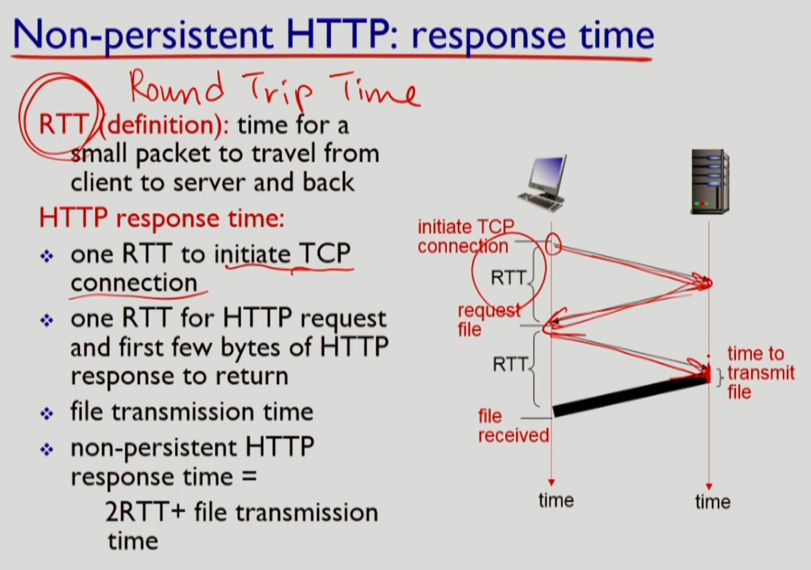 Non-persistent HTTP: response time
Round Trip Time
RTT (definition): time for a
small packet to travel from
client to server and back
HTTP response time:
one RTT to initiate TCP
connection
one RTT for HTTP request
and first few bytes of HTTP
response to return
file transmission time
non-persistent HTTP
response time =
2RTT+ file transmission
time
initiate TCP
connection
RTT
request
file
RTT
time to
transmit
file
file
received
time
time